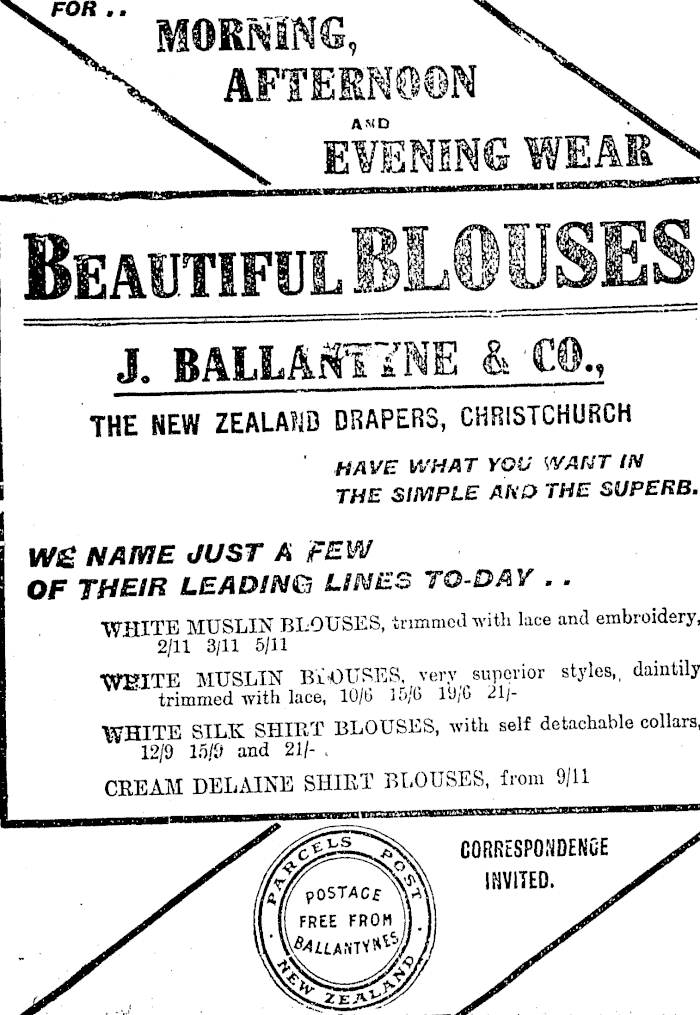 FOR . .
MORNING,
AFTERNOON
AND
EVENING WEAR
BEAUTIFUL BLOUSES
J. BALLANTYNE & CO.,
THE NEW ZEALAND DRAPERS, CHRISTCHURCH
HAVE WHAT YOU WANT IN
THE SIMPLE AND THE SUPERB.
WE NAME JUST A FEW
OF THEIR LEADING LINES TO-DAY . .
WHITE MUSLIN BLOUSES, trimmed with lace and embroidery,
2/11 3/11 5/11
WHITE MUSLIN BLOUSES, very superior styles, daintily
trimmed with lace, 10/6 15/6 19/6 21/-
WHITE SILK SHIRT BLOUSES, with self detachable collars,
12/9 15/9 and 21/-
CREAM DELAINE SHIRT BLOUSES, from 9/11
PARCELS POST
POSTAGE
FREE FROM
BALLANTYNES
NEW ZEALAND
CORRESPONDENCE
INVITED.